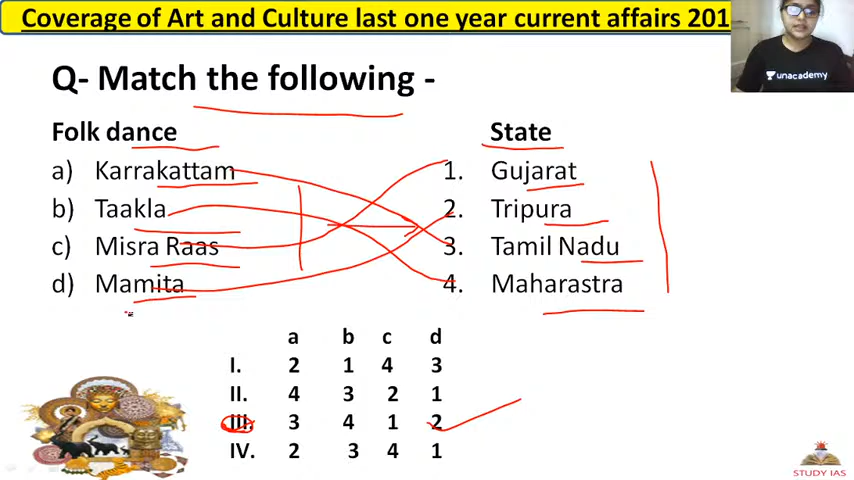 Coverage of Art and Culture last one year current affairs 201
unacademy
Q- Match the following -
Folk dance State
a) Karrakattam 1. Gujarat
b) Taakla 2. Tripura
c) Misra Raas 3. Tamil Nadu
d) Mamita 4. Maharastra
a b c d
I. 2 1 4 3
II. 4 3 2 1
III. 3 4 1 2
IV. 2 3 4 1
STUDY IAS